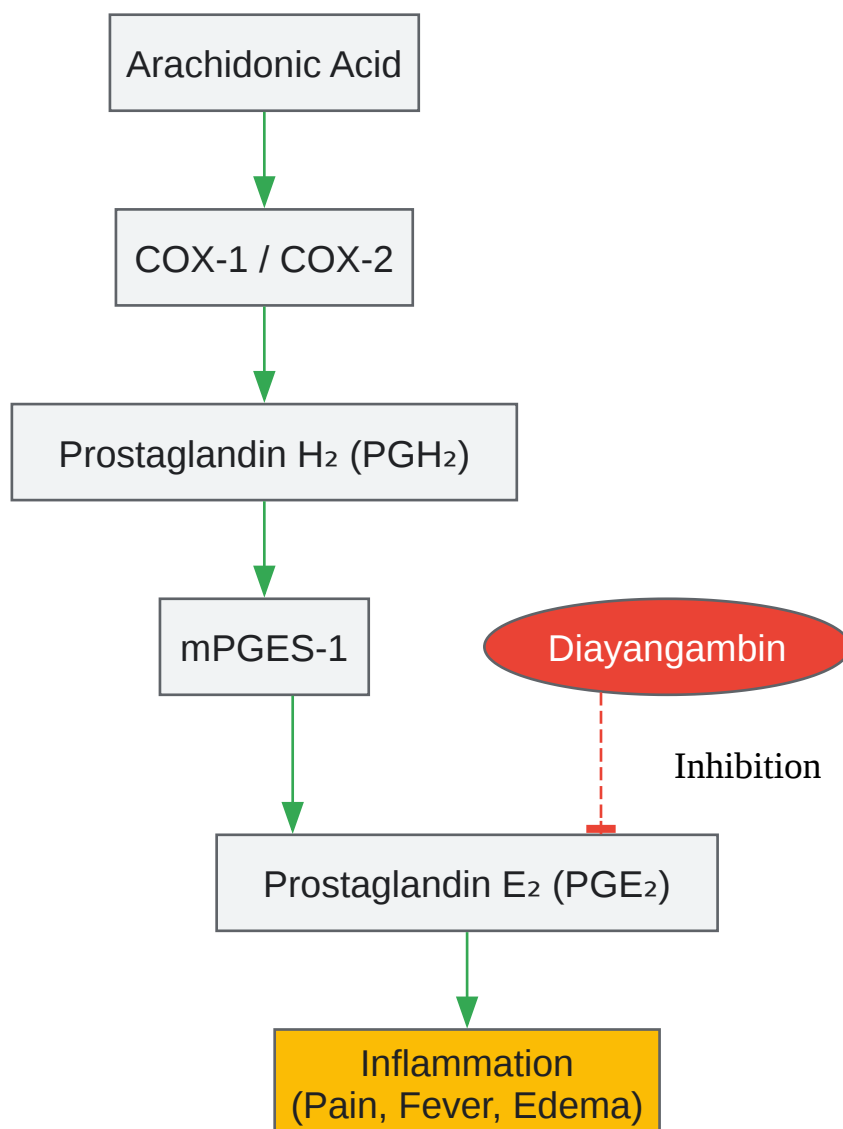 Arachidonic Acid
COX-1 / COX-2
Prostaglandin H₂ (PGH₂)
mPGES-1
Diayangambin
Inhibition
Prostaglandin E₂ (PGE₂)
Inflammation
(Pain, Fever, Edema)